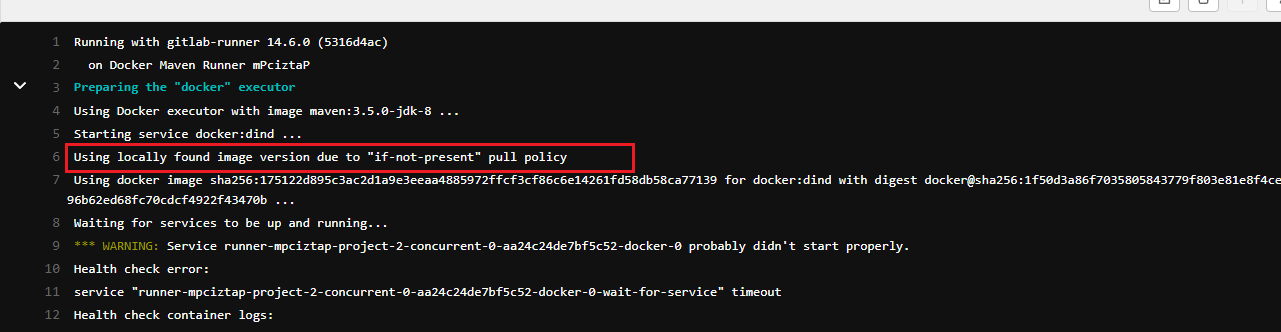 1 Running with gitlab-runner 14.6.0 (5316d4ac)
2 on Docker Maven Runner mPciztaP
3 Preparing the "docker" executor
4 Using Docker executor with image maven:3.5.0-jdk-8 ...
5 Starting service docker:dind ...
6 Using locally found image version due to "if-not-present" pull policy
7 Using docker image sha256:175122d895c3ac2d1a9e3eeaa4885972ffcf3cf86c6e14261fd58db58ca77139 for docker:dind with digest docker@sha256:1f50d3a86f7035805843779f803e81e8f4ce
96b62ed68fc70cdcf4922f43470b ...
8 Waiting for services to be up and running...
9 *** WARNING: Service runner-mpciztap-project-2-concurrent-0-aa24c24de7bf5c52-docker-0 probably didn't start properly.
10 Health check error:
11 service "runner-mpciztap-project-2-concurrent-0-aa24c24de7bf5c52-docker-0-wait-for-service" timeout
12 Health check container logs: